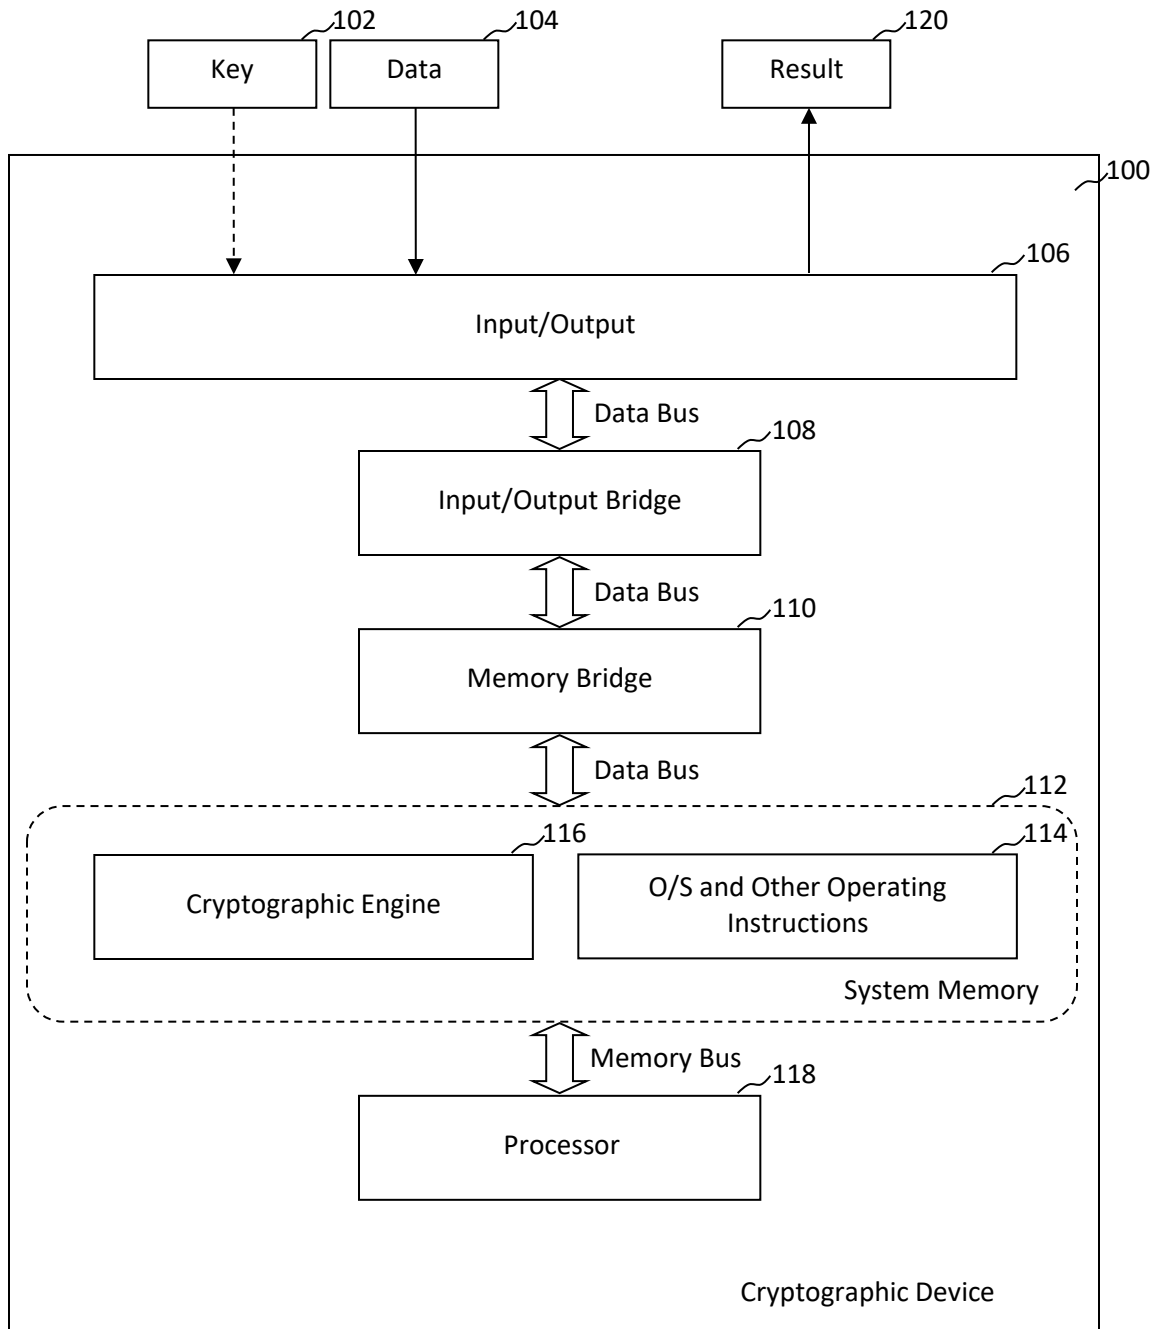 102
104
120
Key
Data
Result
100
106
Input/Output
Data Bus
108
Input/Output Bridge
Data Bus
110
Memory Bridge
Data Bus
112
116
114
Cryptographic Engine
O/S and Other Operating
Instructions
System Memory
Memory Bus
118
Processor
Cryptographic Device